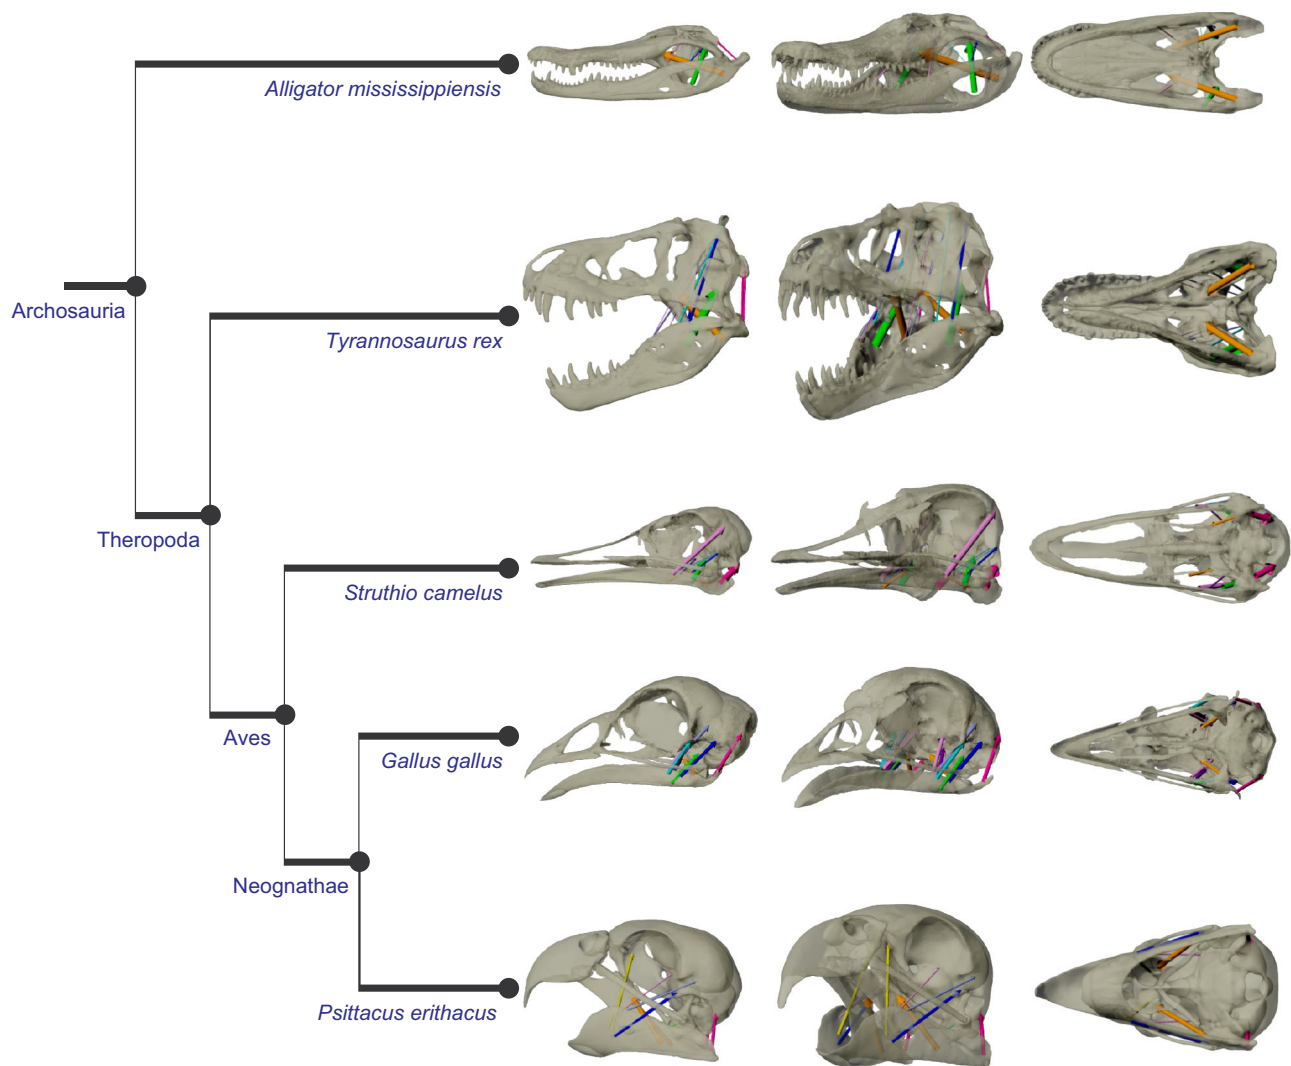 Alligator mississippiensis
Archosauria
Tyrannosaurus rex
Theropoda
Struthio camelus
Aves
Gallus gallus
Neognathae
Psittacus erithacus